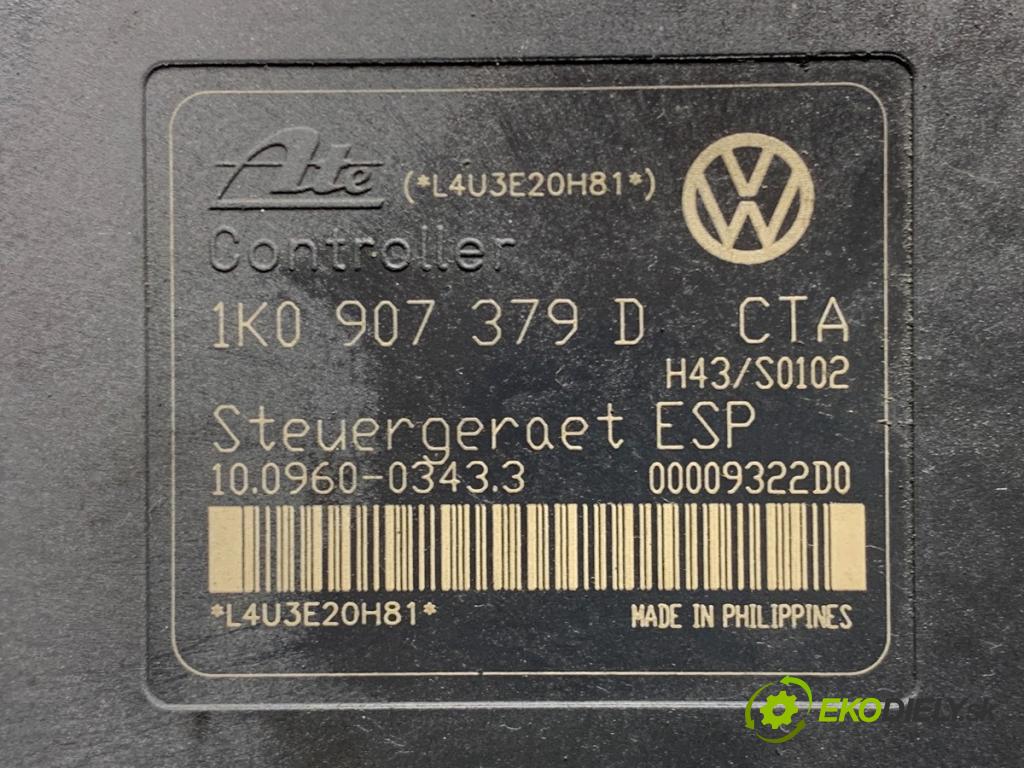 Ate (*L4U3E20H81*)
Controller
1K0 907 379 D CTA
H43/S0102
Steuergeraet ESP
10.0960-0343.3 00009322D0
*L4U3E20H81* MADE IN PHILIPPINES
EKODIELY.sk